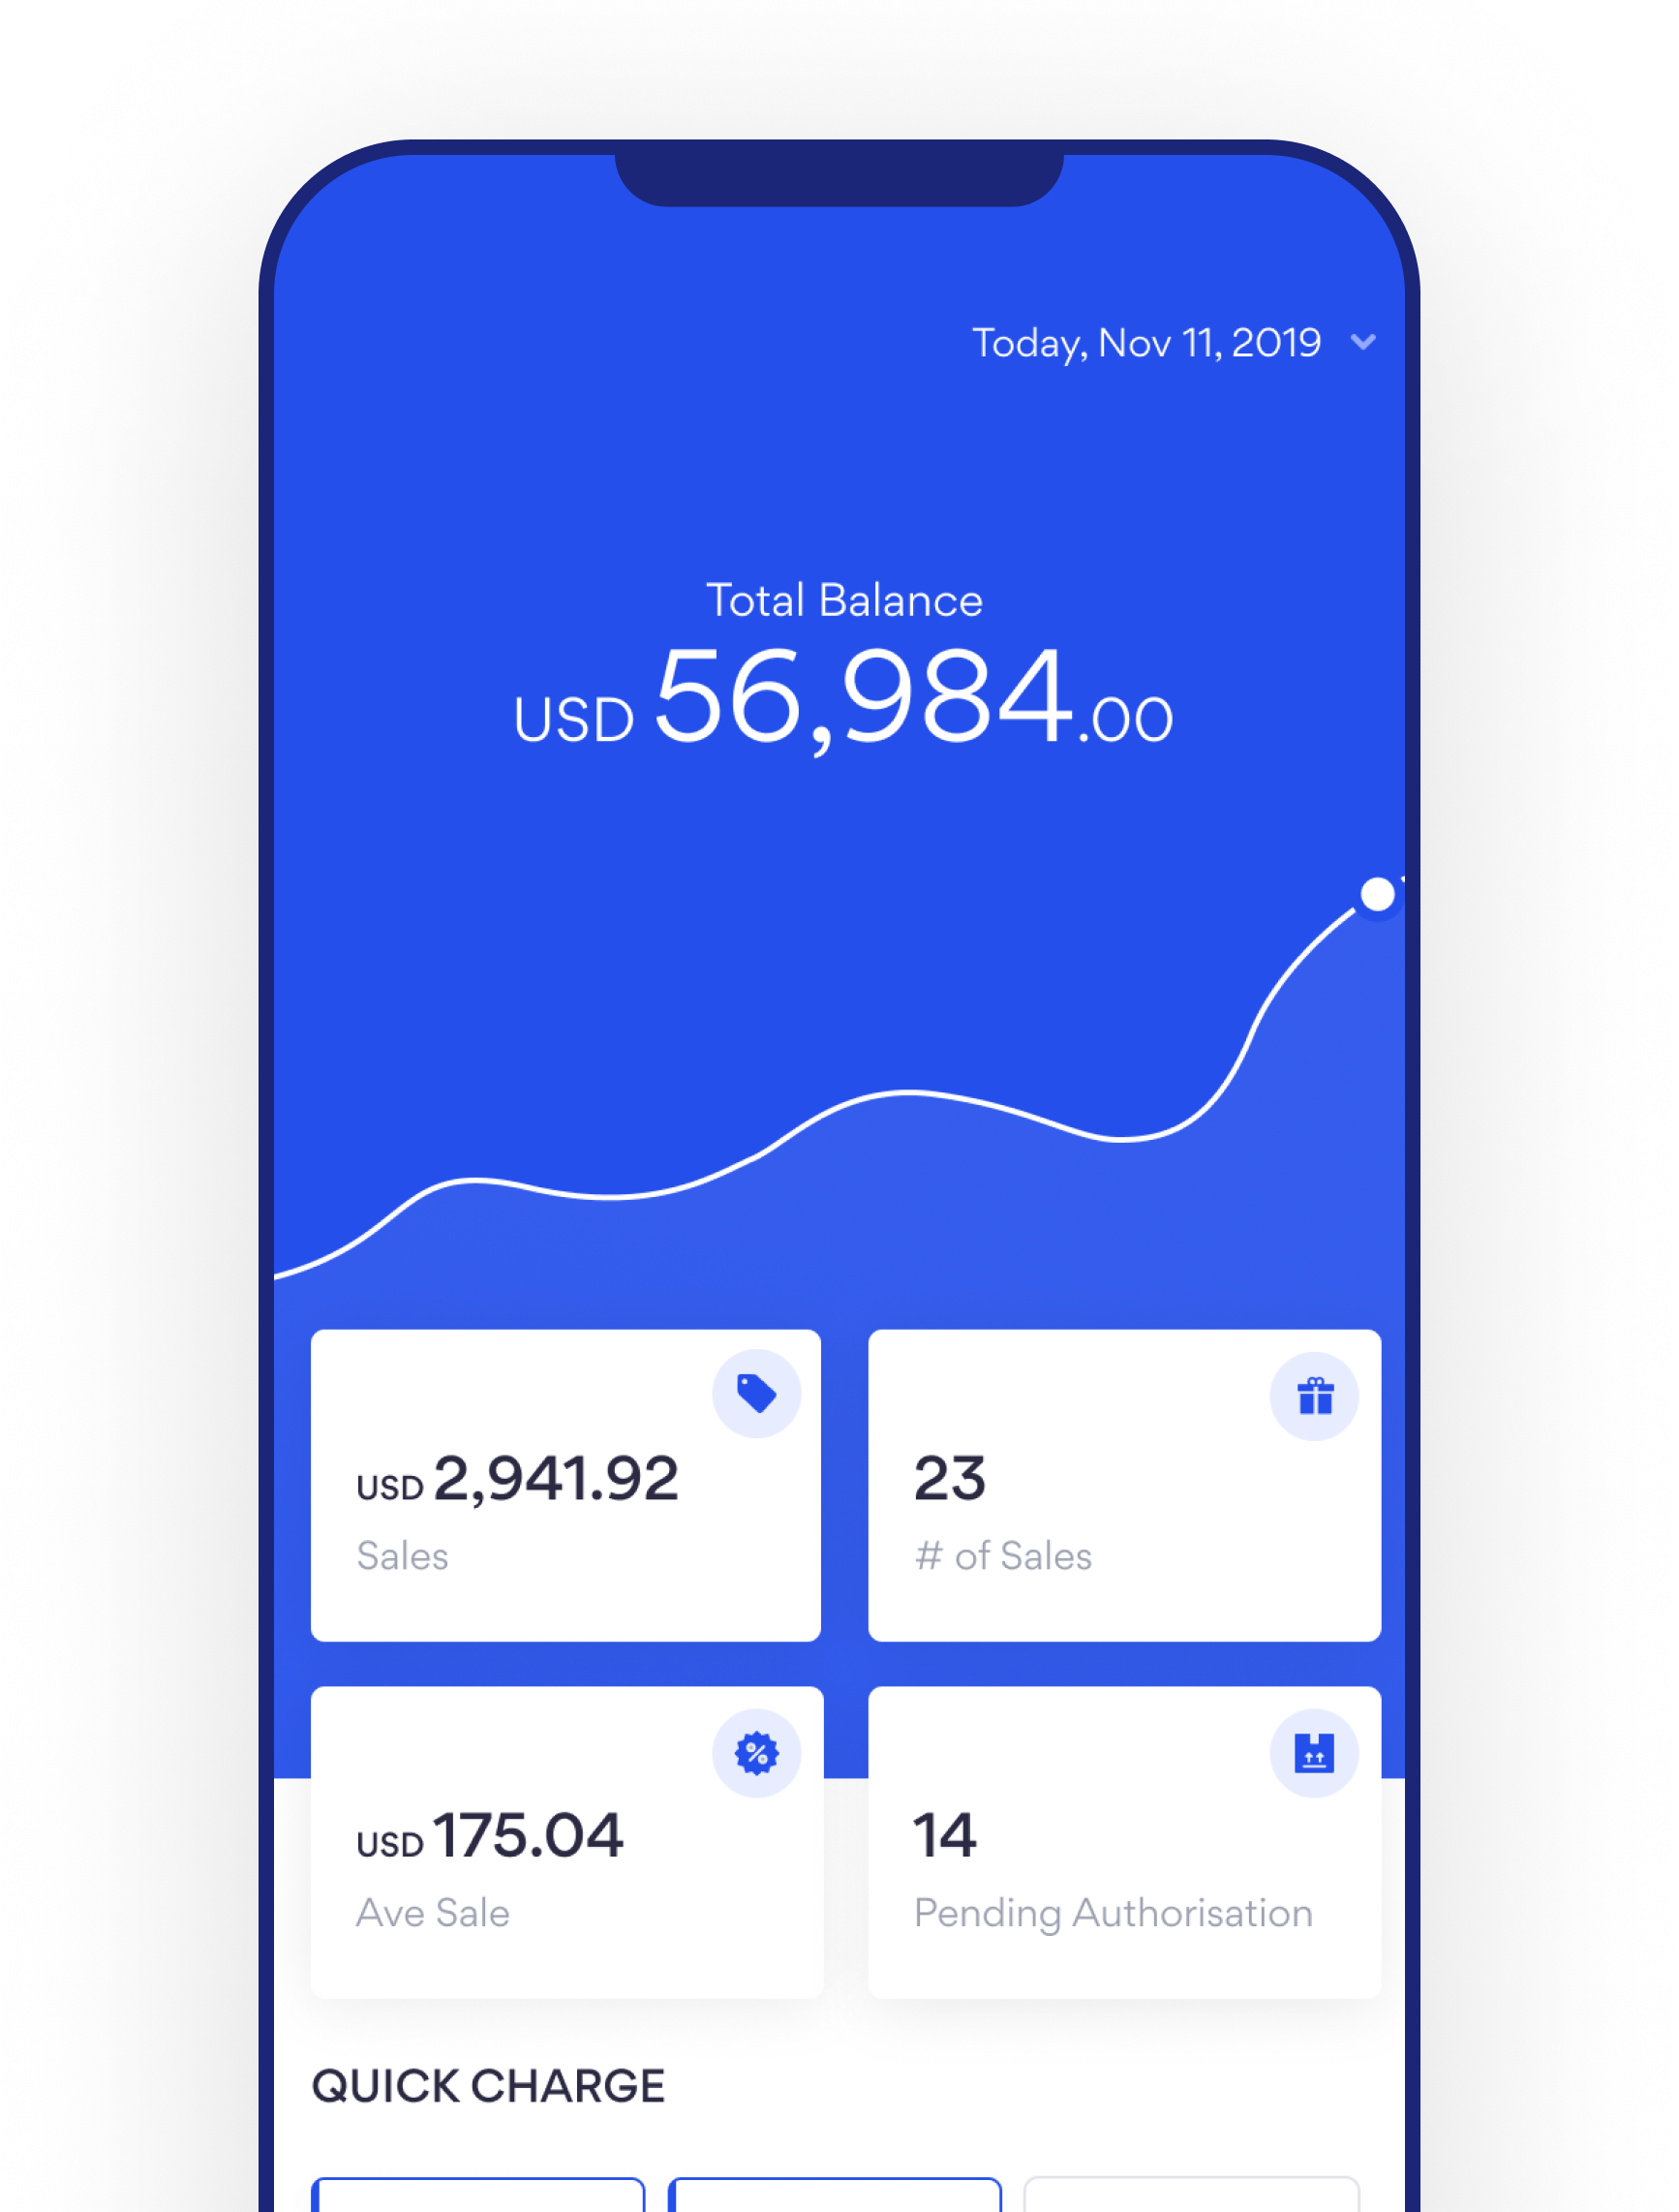 Today, Nov 11, 2019
Total Balance
USD 56,984.00
USD 2,941.92
Sales
23
# of Sales
USD 175.04
Ave Sale
14
Pending Authorisation
QUICK CHARGE